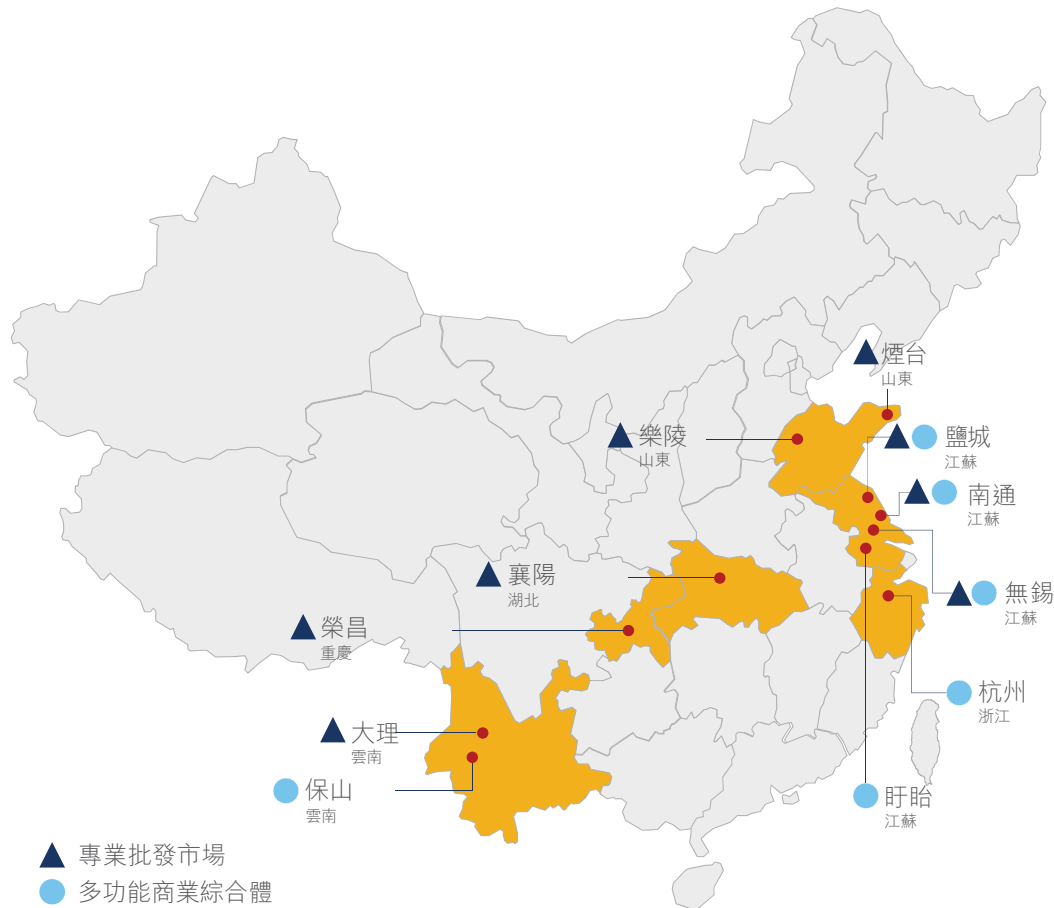 煙台
山東
樂陵
山東
鹽城
江蘇
南通
江蘇
襄陽
湖北
無錫
江蘇
榮昌
重慶
杭州
浙江
大理
雲南
保山
雲南
盱眙
江蘇
專業批發市場
多功能商業綜合體